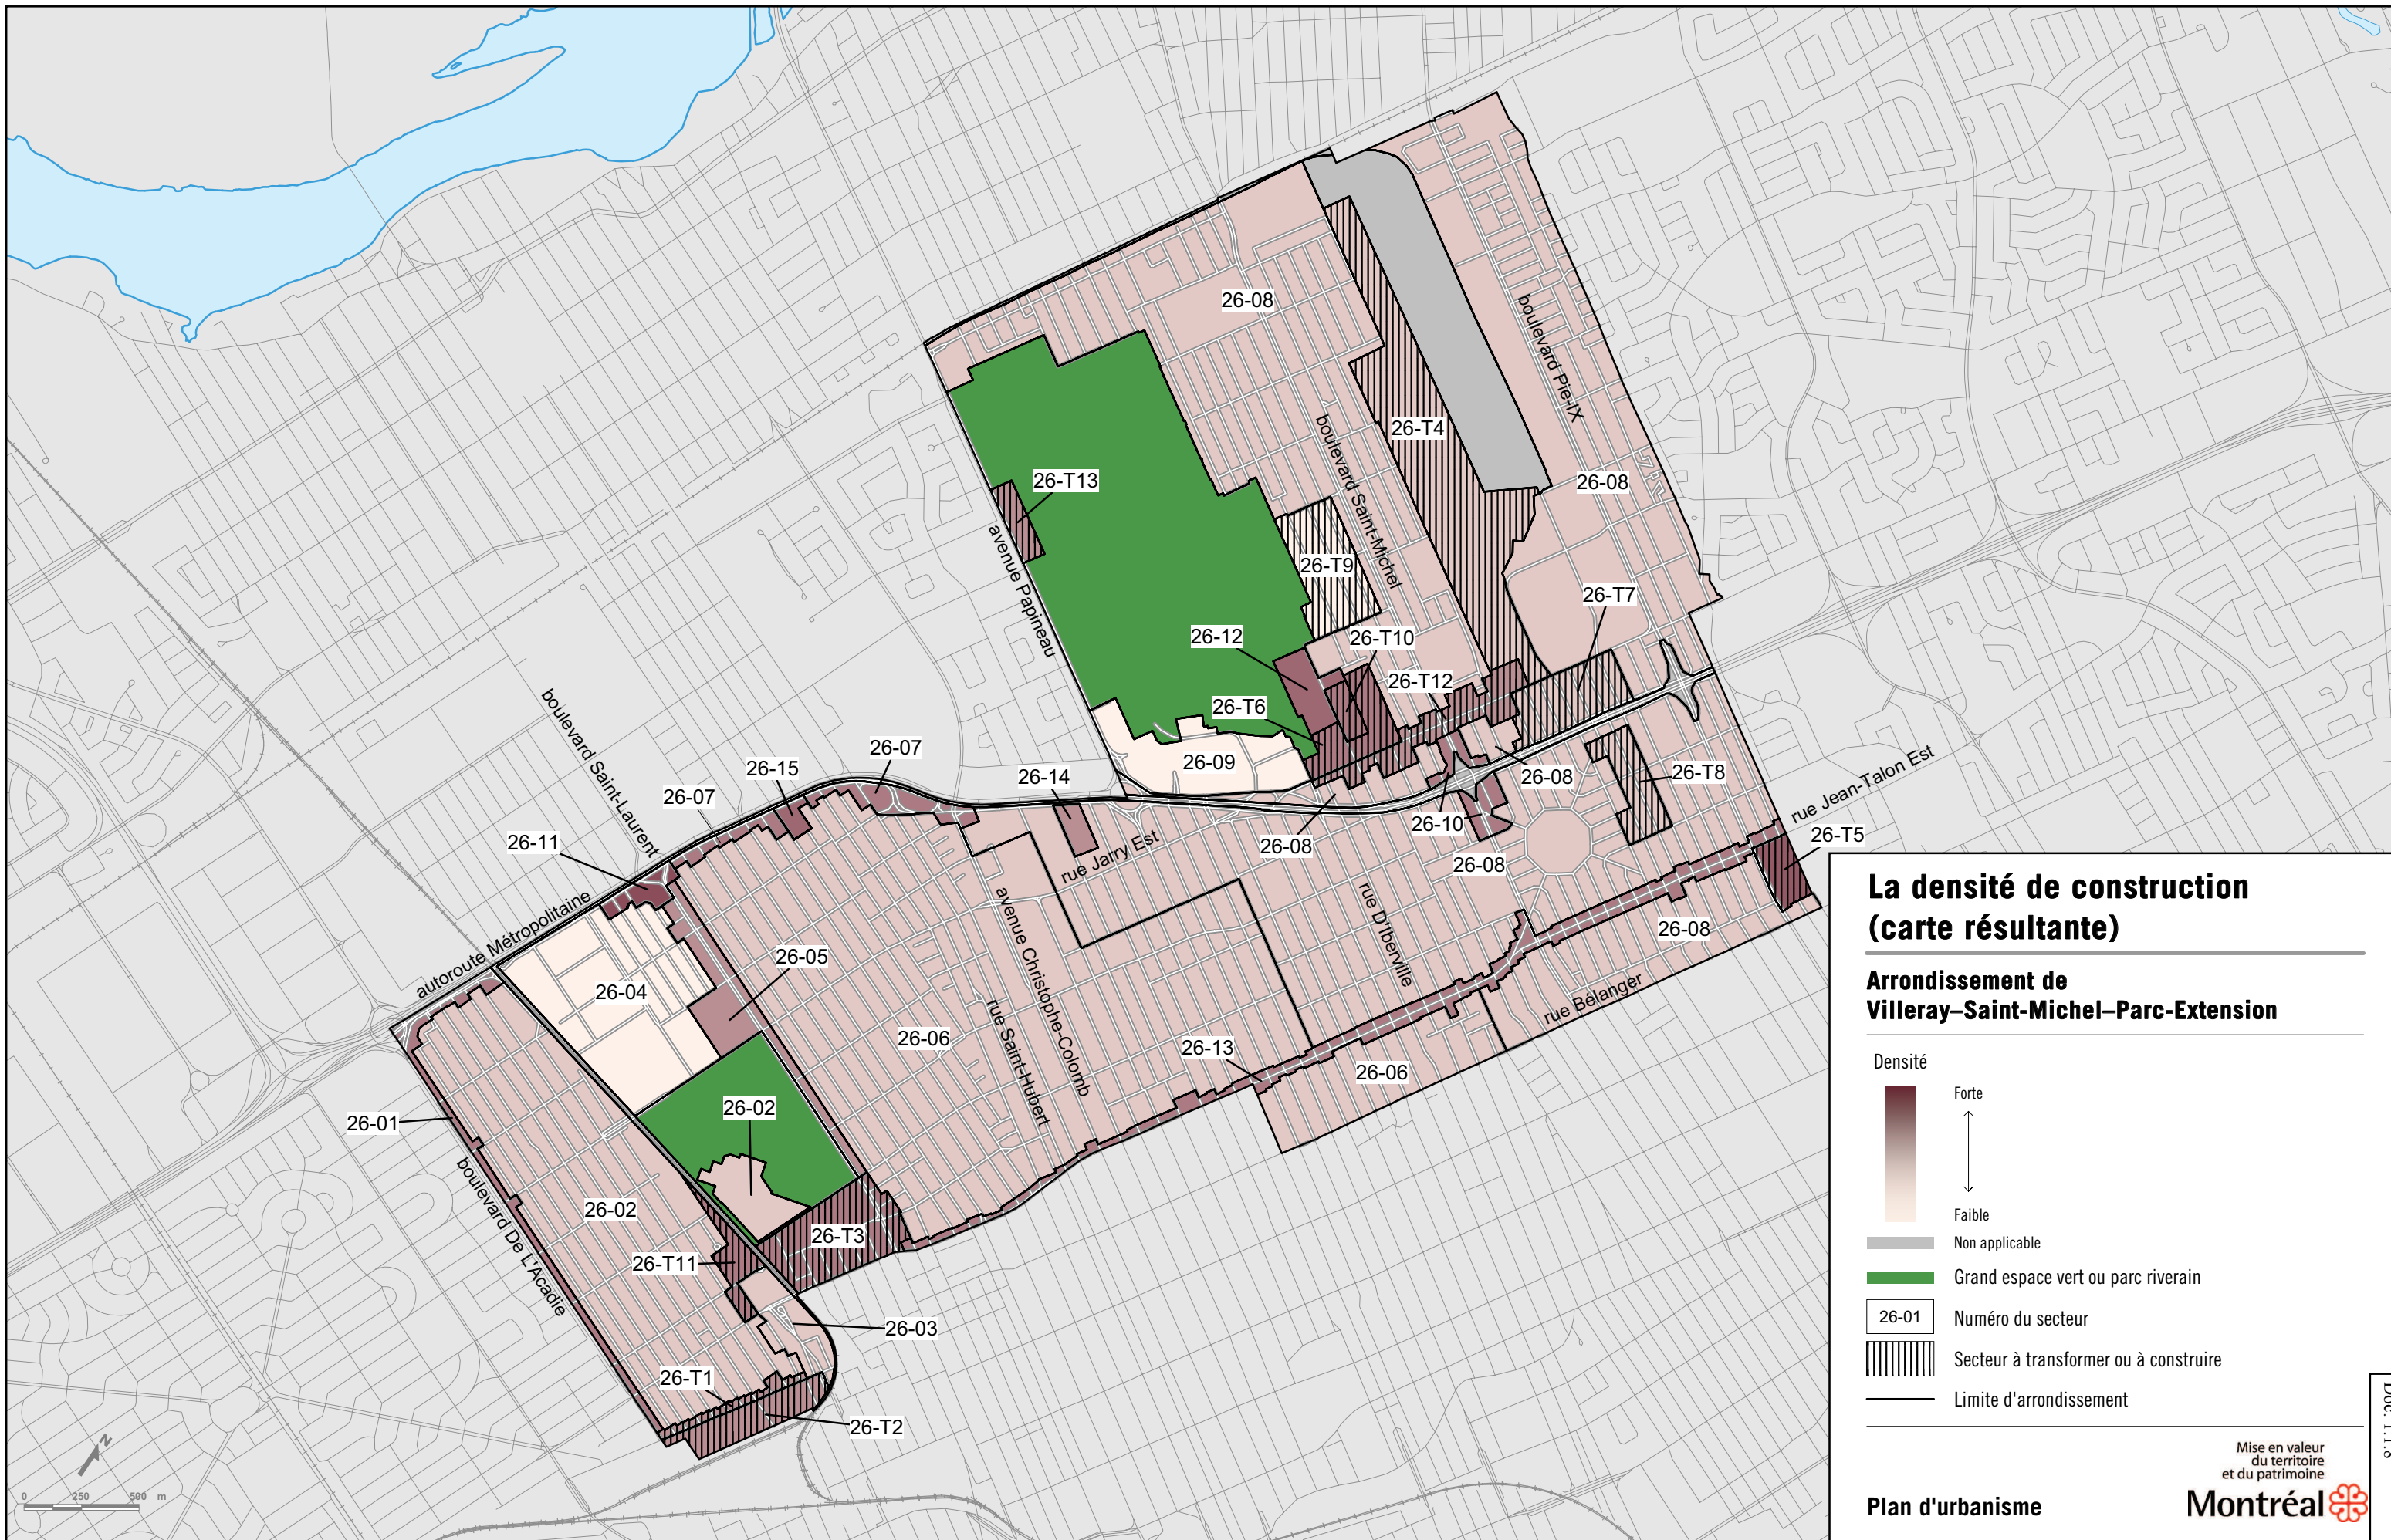 26-08
boulevard Pie-IX
26-T4
boulevard Saint-Michel
26-T13
26-08
avenue Papineau
26-T9
26-T7
26-12
26-T10
26-T12
26-T6
boulevard Saint-Laurent
26-07
26-09
26-15
26-14
26-08
26-T8
rue Jean-Talon Est
26-07
26-10
26-T5
26-11
rue Jarry Est
26-08
26-08
autoroute Métropolitaine
avenue Christophe-Colomb
rue D'Iberville
26-08
26-05
26-04
rue Bélanger
rue Saint-Hubert
26-06
26-13
26-06
26-01
26-02
boulevard De L'Acadie
26-02
26-T3
26-T11
26-03
26-T1
26-T2
N
0 250 500 m
La densité de construction
(carte résultante)
Arrondissement de
Villeray–Saint-Michel–Parc-Extension
Densité
Forte
Faible
Non applicable
Grand espace vert ou parc riverain
26-01 Numéro du secteur
Secteur à transformer ou à construire
Limite d'arrondissement
Mise en valeur
du territoire
et du patrimoine
Plan d'urbanisme
Montréal